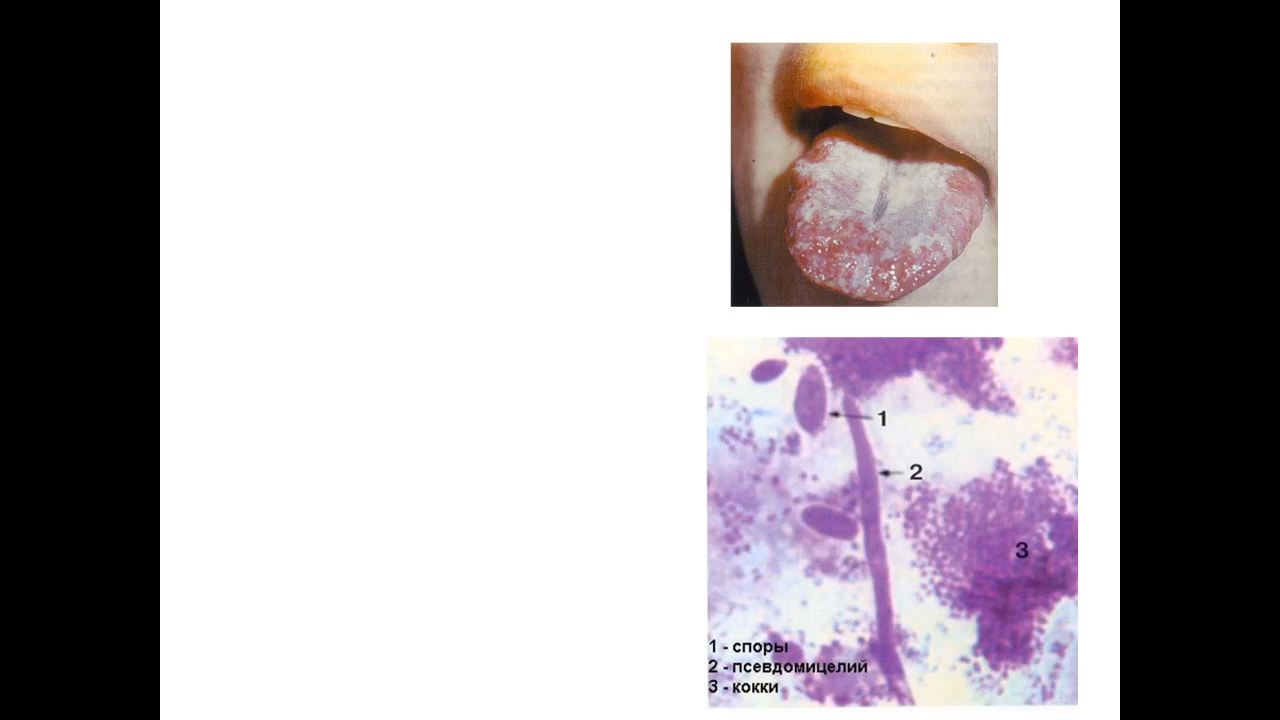 1
2
3
1 - споры
2 - псевдомицелий
3 - кокки